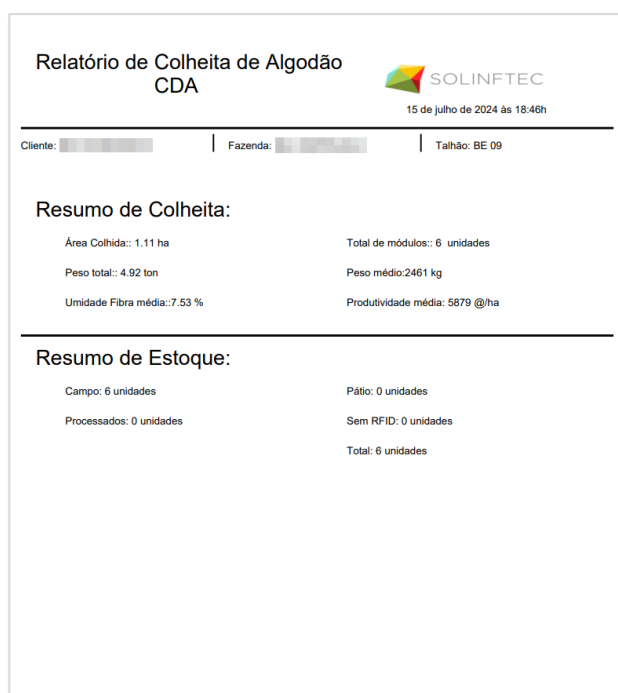 Relatório de Colheita de Algodão
CDA
SOLINFTEC
15 de julho de 2024 às 18:46h
Cliente:
Fazenda:
Talhão: BE 09
Resumo de Colheita:
Área Colhida:: 1.11 ha
Total de módulos:: 6 unidades
Peso total:: 4.92 ton
Peso médio:2461 kg
Umidade Fibra média::7.53 %
Produtividade média: 5879 @/ha
Resumo de Estoque:
Campo: 6 unidades
Pátio: 0 unidades
Processados: 0 unidades
Sem RFID: 0 unidades
Total: 6 unidades